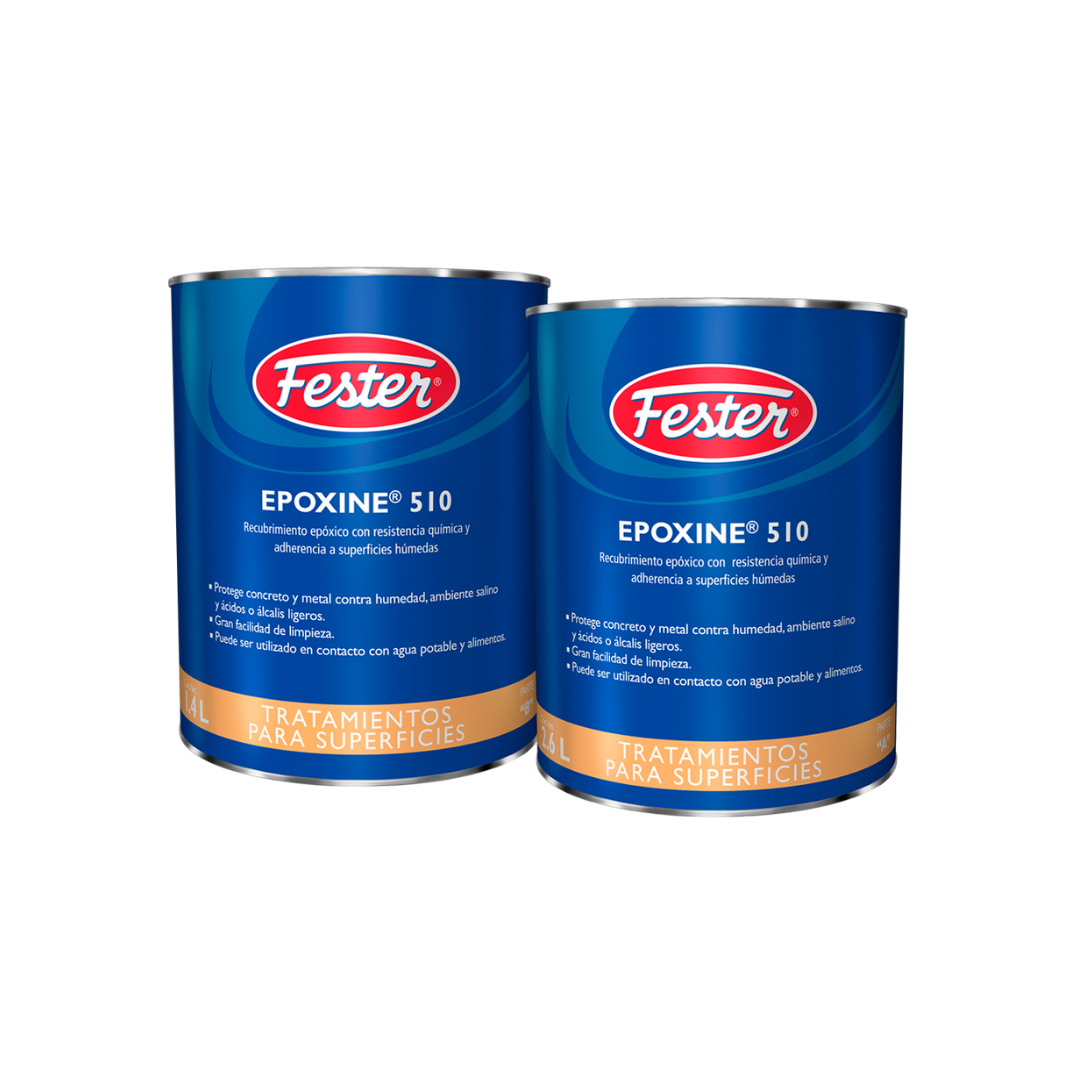 Fester®
EPOXINE® 510
Recubrimiento epóxico con resistencia química y
adherencia a superficies húmedas
▪ Protege concreto y metal contra humedad, ambiente salino
y ácidos o álcalis ligeros.
▪ Gran facilidad de limpieza.
▪ Puede ser utilizado en contacto con agua potable y alimentos.
1.4 L
TRATAMIENTOS
PARA SUPERFICIES
PARTE
"B"
Fester®
EPOXINE® 510
Recubrimiento epóxico con resistencia química y
adherencia a superficies húmedas
▪ Protege concreto y metal contra humedad, ambiente salino
y ácidos o álcalis ligeros.
▪ Gran facilidad de limpieza.
▪ Puede ser utilizado en contacto con agua potable y alimentos.
2.6 L
TRATAMIENTOS
PARA SUPERFICIES
PARTE
"A"